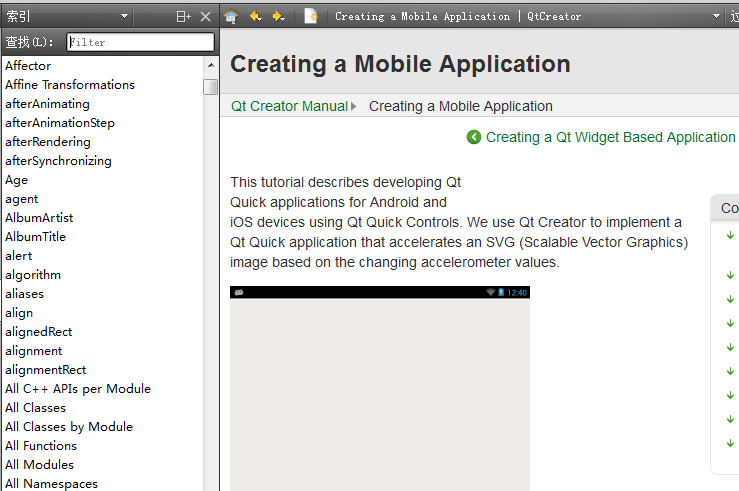 索引
Creating a Mobile Application | QtCreator
查找(L):
Filter
Affector
Affine Transformations
afterAnimating
afterAnimationStep
afterRendering
afterSynchronizing
Age
agent
AlbumArtist
AlbumTitle
alert
algorithm
aliases
align
alignedRect
alignment
alignmentRect
All C++ APIs per Module
All Classes
All Classes by Module
All Functions
All Modules
All Namespaces
Creating a Mobile Application
Qt Creator Manual
Creating a Mobile Application
Creating a Qt Widget Based Application
This tutorial describes developing Qt
Quick applications for Android and
iOS devices using Qt Quick Controls. We use Qt Creator to implement a
Qt Quick application that accelerates an SVG (Scalable Vector Graphics)
image based on the changing accelerometer values.
12:40
Co